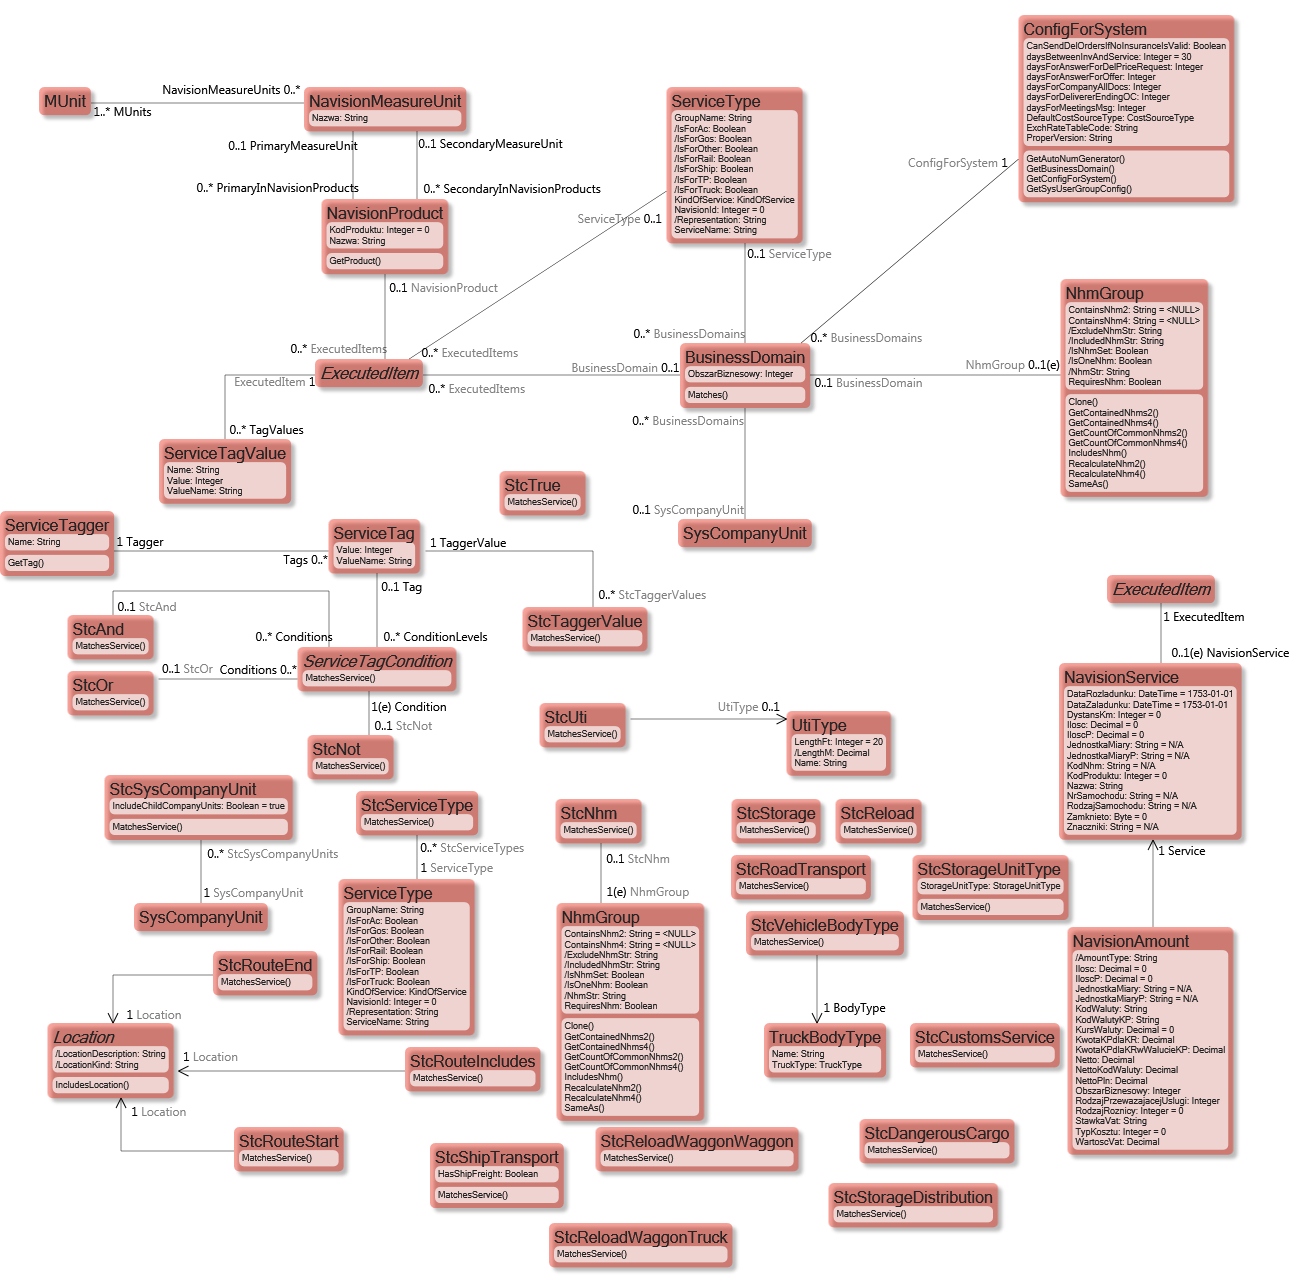 ConfigForSystem
CanSendDelOrdersIfNoInsuranceIsValid: Boolean
daysBetweenInvAndService: Integer = 30
daysForAnswerForDelPriceRequest: Integer
daysForAnswerForOffer: Integer
daysForCompanyAllDocs: Integer
daysForDelivererEndingOC: Integer
daysForMeetingsMsg: Integer
DefaultCostSourceType: CostSourceType
ExchRateTableCode: String
ProperVersion: String
GetAutoNumGenerator()
GetBusinessDomain()
GetConfigForSystem()
GetSysUserGroupConfig()
ConfigForSystem 1
0..* BusinessDomains
MUnit
1..* MUnits
NavisionMeasureUnits 0..*
NavisionMeasureUnit
Nazwa: String
0..1 PrimaryMeasureUnit
0..1 SecondaryMeasureUnit
0..* PrimaryInNavisionProducts
0..* SecondaryInNavisionProducts
NavisionProduct
KodProduktu: Integer = 0
Nazwa: String
GetProduct()
0..1 NavisionProduct
0..* ExecutedItems
ServiceType
GroupName: String
/IsForAc: Boolean
/IsForGos: Boolean
/IsForOther: Boolean
/IsForRail: Boolean
/IsForShip: Boolean
/IsForTP: Boolean
/IsForTruck: Boolean
KindOfService: KindOfService
NavisionId: Integer = 0
/Representation: String
ServiceName: String
ServiceType 0..1
0..* ExecutedItems
0..1 ServiceType
0..* BusinessDomains
ExecutedItem
ExecutedItem 1
0..* ExecutedItems
BusinessDomain 0..1
BusinessDomain
ObszarBiznesowy: Integer
Matches()
0..1 BusinessDomain
NhmGroup 0..1(e)
NhmGroup
ContainsNhm2: String = <NULL>
ContainsNhm4: String = <NULL>
/ExcludeNhmStr: String
/IncludedNhmStr: String
/IsNhmSet: Boolean
/IsOneNhm: Boolean
/NhmStr: String
RequiresNhm: Boolean
Clone()
GetContainedNhms2()
GetContainedNhms4()
GetCountOfCommonNhms2()
GetCountOfCommonNhms4()
IncludesNhm()
RecalculateNhm2()
RecalculateNhm4()
SameAs()
0..* TagValues
ServiceTagValue
Name: String
Value: Integer
ValueName: String
0..* BusinessDomains
0..1 SysCompanyUnit
SysCompanyUnit
StcTrue
MatchesService()
ServiceTagger
Name: String
GetTag()
1 Tagger
Tags 0..*
ServiceTag
Value: Integer
ValueName: String
1 TaggerValue
0..* StcTaggerValues
StcTaggerValue
MatchesService()
0..1 Tag
0..* ConditionLevels
0..1 StcAnd
0..* Conditions
StcAnd
MatchesService()
ServiceTagCondition
MatchesService()
0..1 StcOr
Conditions 0..*
StcOr
MatchesService()
1(e) Condition
0..1 StcNot
StcNot
MatchesService()
ExecutedItem
1 ExecutedItem
0..1(e) NavisionService
NavisionService
DataRozladunku: DateTime = 1753-01-01
DataZaladunku: DateTime = 1753-01-01
DystansKm: Integer = 0
Ilosc: Decimal = 0
IloscP: Decimal = 0
JednostkaMiary: String = N/A
JednostkaMiaryP: String = N/A
KodNhm: String = N/A
KodProduktu: Integer = 0
Nazwa: String
NrSamochodu: String = N/A
RodzajSamochodu: String = N/A
Zamknieto: Byte = 0
Znaczniki: String = N/A
1 Service
StcUti
MatchesService()
UtiType 0..1
UtiType
LengthFt: Integer = 20
/LengthM: Decimal
Name: String
StcSysCompanyUnit
IncludeChildCompanyUnits: Boolean = true
MatchesService()
0..* StcSysCompanyUnits
1 SysCompanyUnit
SysCompanyUnit
StcServiceType
MatchesService()
0..* StcServiceTypes
1 ServiceType
ServiceType
GroupName: String
/IsForAc: Boolean
/IsForGos: Boolean
/IsForOther: Boolean
/IsForRail: Boolean
/IsForShip: Boolean
/IsForTP: Boolean
/IsForTruck: Boolean
KindOfService: KindOfService
NavisionId: Integer = 0
/Representation: String
ServiceName: String
StcNhm
MatchesService()
0..1 StcNhm
1(e) NhmGroup
NhmGroup
ContainsNhm2: String = <NULL>
ContainsNhm4: String = <NULL>
/ExcludeNhmStr: String
/IncludedNhmStr: String
/IsNhmSet: Boolean
/IsOneNhm: Boolean
/NhmStr: String
RequiresNhm: Boolean
Clone()
GetContainedNhms2()
GetContainedNhms4()
GetCountOfCommonNhms2()
GetCountOfCommonNhms4()
IncludesNhm()
RecalculateNhm2()
RecalculateNhm4()
SameAs()
StcStorage
MatchesService()
StcReload
MatchesService()
StcRoadTransport
MatchesService()
StcStorageUnitType
StorageUnitType: StorageUnitType
MatchesService()
StcVehicleBodyType
MatchesService()
1 BodyType
TruckBodyType
Name: String
TruckType: TruckType
StcCustomsService
MatchesService()
NavisionAmount
/AmountType: String
Ilosc: Decimal = 0
IloscP: Decimal = 0
JednostkaMiary: String = N/A
JednostkaMiaryP: String = N/A
KodWaluty: String
KodWalutyKP: String
KursWaluty: Decimal = 0
KwotaKPdlaKR: Decimal
KwotaKPdlaKRwWalucieKP: Decimal
Netto: Decimal
NettoKodWaluty: Decimal
NettoPln: Decimal
ObszarBiznesowy: Integer
RodzajPrzewazajacejUslugi: Integer
RodzajRoznicy: Integer = 0
StawkaVat: String
TypKosztu: Integer = 0
WartoscVat: Decimal
StcRouteEnd
MatchesService()
1 Location
Location
/LocationDescription: String
/LocationKind: String
IncludesLocation()
1 Location
StcRouteIncludes
MatchesService()
1 Location
StcRouteStart
MatchesService()
StcShipTransport
HasShipFreight: Boolean
MatchesService()
StcReloadWaggonWaggon
MatchesService()
StcDangerousCargo
MatchesService()
StcStorageDistribution
MatchesService()
StcReloadWaggonTruck
MatchesService()